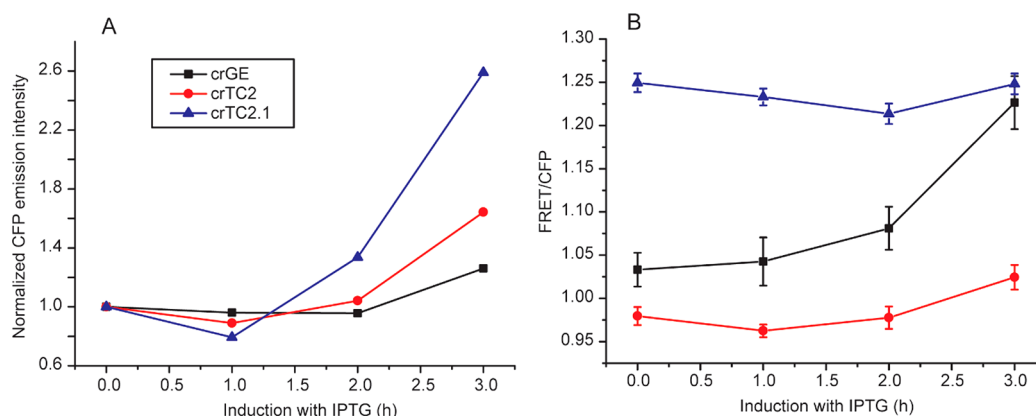 A
Normalized CFP emission intensity
2.6
2.2
1.8
1.4
1.0
0.6
crGE
crTC2
crTC2.1
0.0 0.5 1.0 1.5 2.0 2.5 3.0
Induction with IPTG (h)
B
FRET/CFP
1.30
1.25
1.20
1.15
1.10
1.05
1.00
0.95
0.0 0.5 1.0 1.5 2.0 2.5 3.0
Induction with IPTG (h)